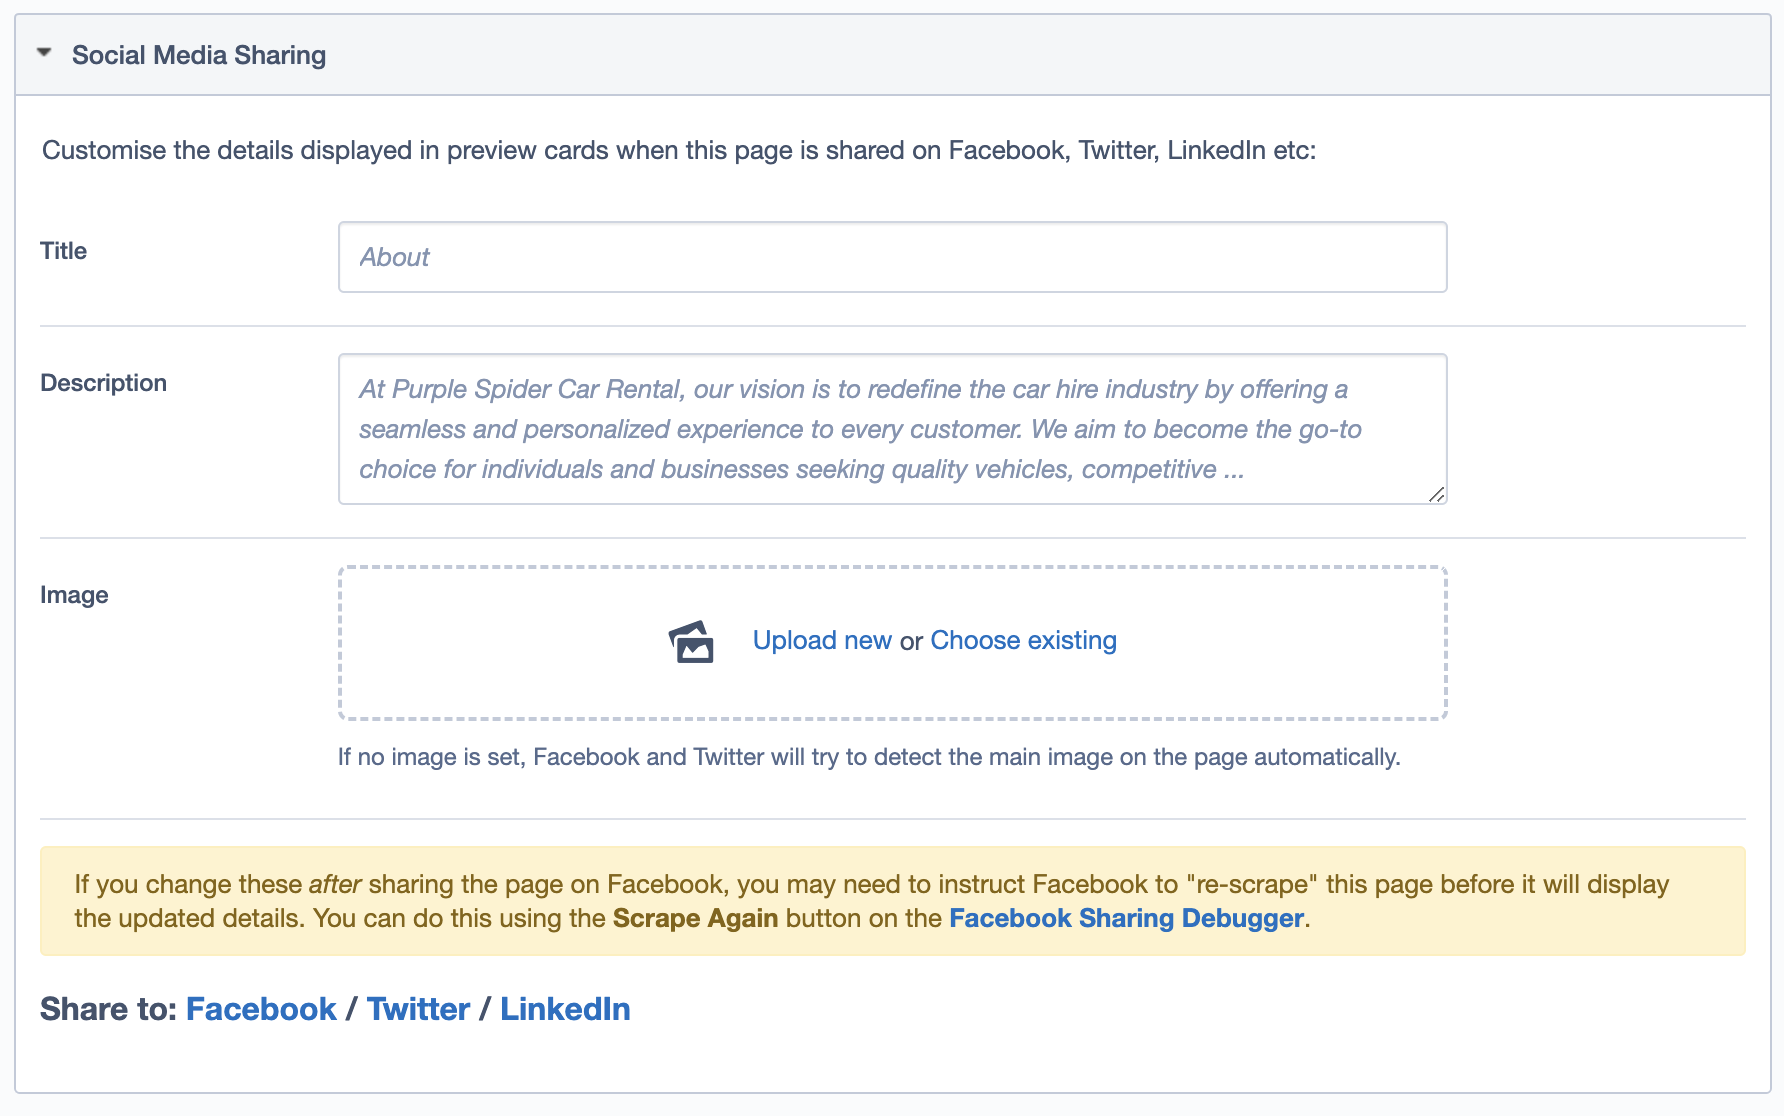 Social Media Sharing
Customise the details displayed in preview cards when this page is shared on Facebook, Twitter, LinkedIn etc:
Title
About
Description
At Purple Spider Car Rental, our vision is to redefine the car hire industry by offering a
seamless and personalized experience to every customer. We aim to become the go-to
choice for individuals and businesses seeking quality vehicles, competitive ...
Image
Upload new or Choose existing
If no image is set, Facebook and Twitter will try to detect the main image on the page automatically.
If you change these after sharing the page on Facebook, you may need to instruct Facebook to "re-scrape" this page before it will display
the updated details. You can do this using the Scrape Again button on the Facebook Sharing Debugger.
Share to: Facebook / Twitter / LinkedIn